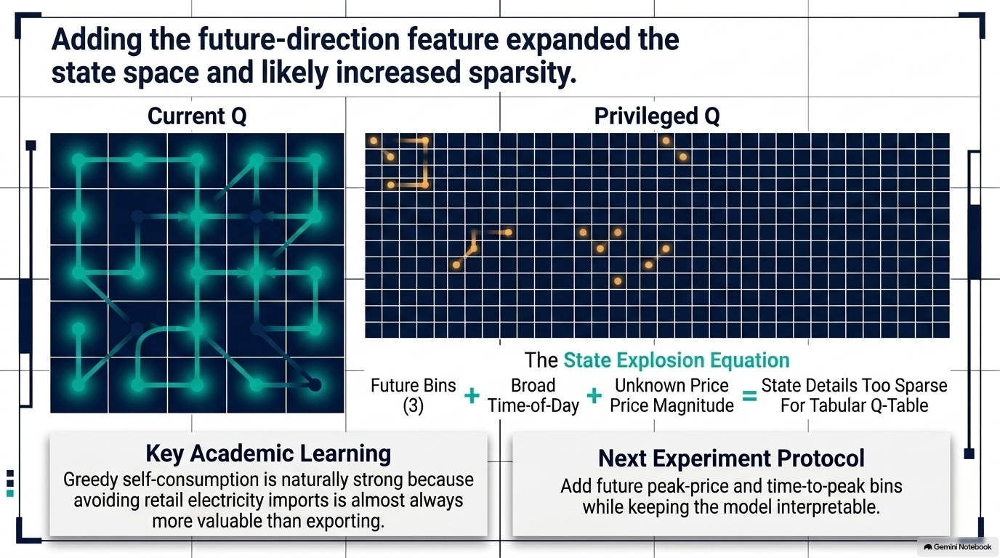 Adding the future-direction feature expanded the
state space and likely increased sparsity.
Current Q
Privileged Q
The State Explosion Equation
Future Bins
(3)
+
Broad
Time-of-Day
+
Unknown Price
Price Magnitude
=
State Details Too Sparse
For Tabular Q-Table
Key Academic Learning
Greedy self-consumption is naturally strong because
avoiding retail electricity imports is almost always
more valuable than exporting.
Next Experiment Protocol
Add future peak-price and time-to-peak bins
while keeping the model interpretable.
Gemini Notebook